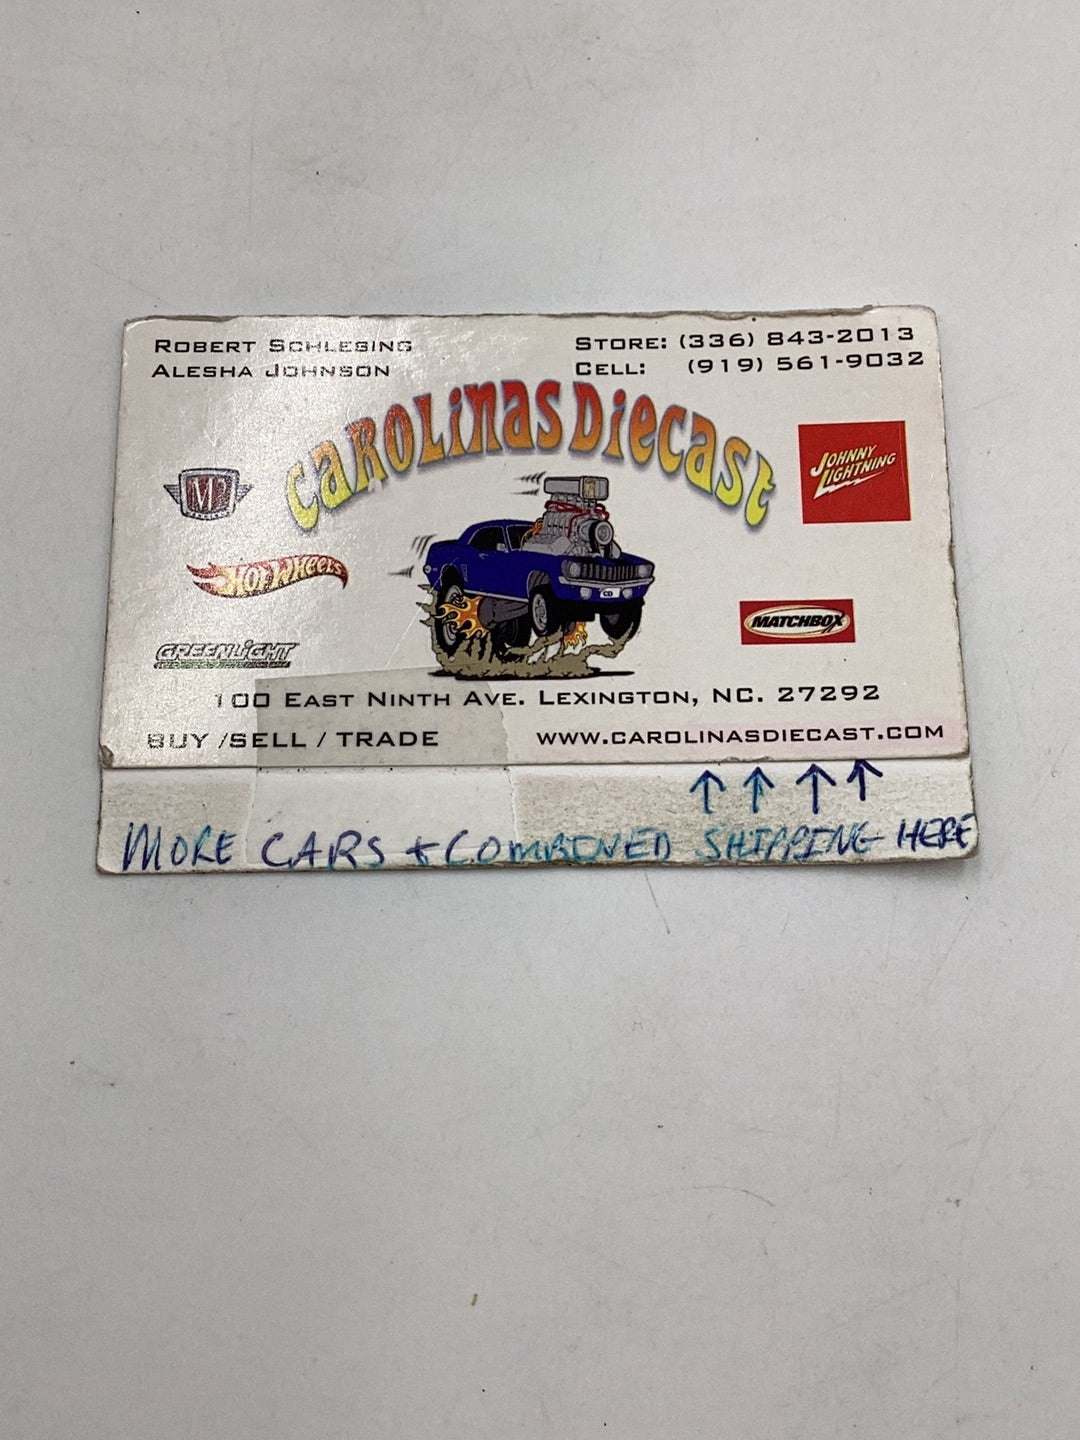 ROBERT SCHLESING
ALESHA JOHNSON
STORE: (336) 843-2013
CELL: (919) 561-9032
CAROLINAS DIECAST
M2
JOHNNY
LIGHTNING
HOT WHEELS
CD
MATCHBOX
GREENLIGHT
100 EAST NINTH AVE. LEXINGTON, NC. 27292
BUY /SELL / TRADE
WWW.CAROLINASDIECAST.COM
MORE CARS + COMBINED SHIPPING HERE